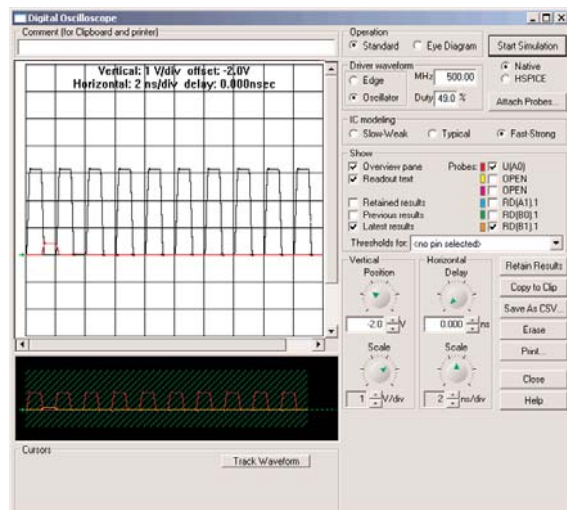 Digital Oscilloscope
Comment (for Clipboard and printer)
Vertical: 1 V/div offset: -2.0V
Horizontal: 2 ns/div delay: 0.000nsec
Cursors
Track Waveform
Operation
Standard Eye Diagram
Start Simulation
Driver waveform
Edge MHz 500.00
Oscillator Duty 49.0 %
Native
HSPICE
Attach Probes...
IC modeling
Slow-Weak Typical Fast-Strong
Show
Overview pane Probes: U(A0)
Readout text OPEN
OPEN
Retained results RD(A1).1
Previous results RD(B0).1
Latest results RD(B1).1
Thresholds for: <no pin selected>
Vertical Horizontal
Position Delay
-2.0 V 0.000 ns
Scale Scale
1 V/div 2 ns/div
Retain Results
Copy to Clip
Save As CSV...
Erase
Print...
Close
Help